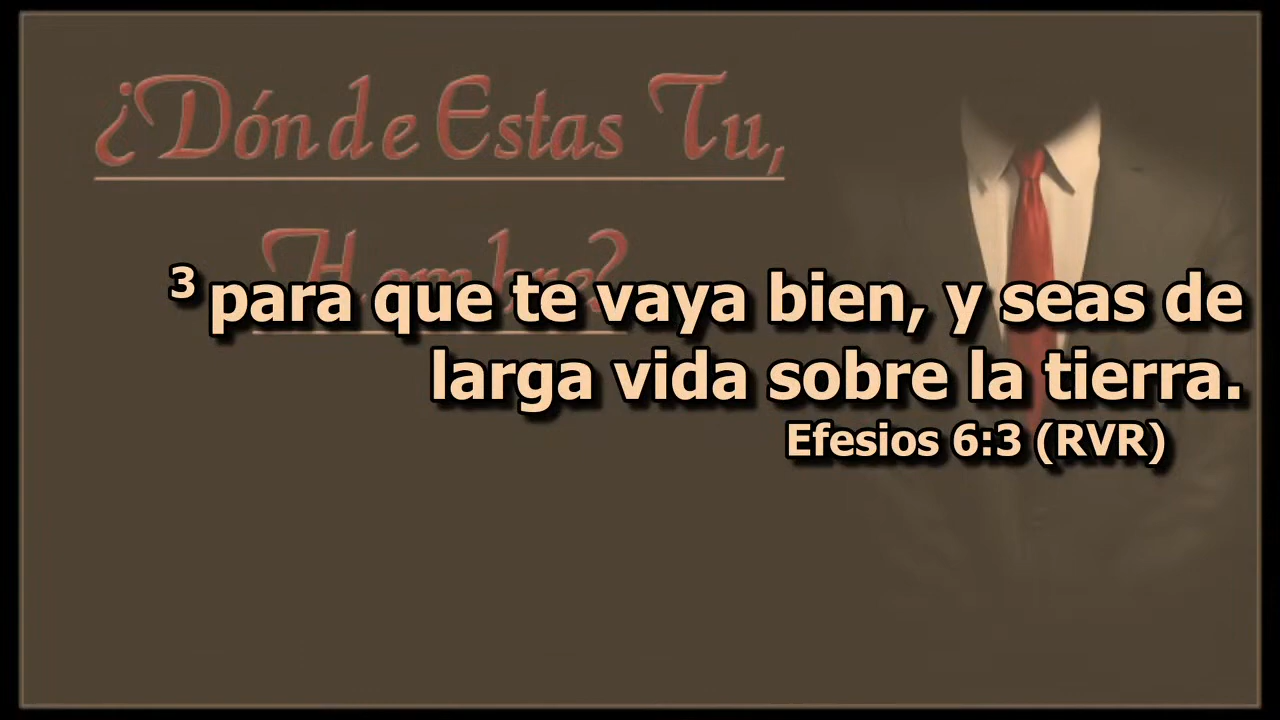 ¿Dónde Estas Tu,
Hombre?
3 para que te vaya bien, y seas de
larga vida sobre la tierra.
Efesios 6:3 (RVR)